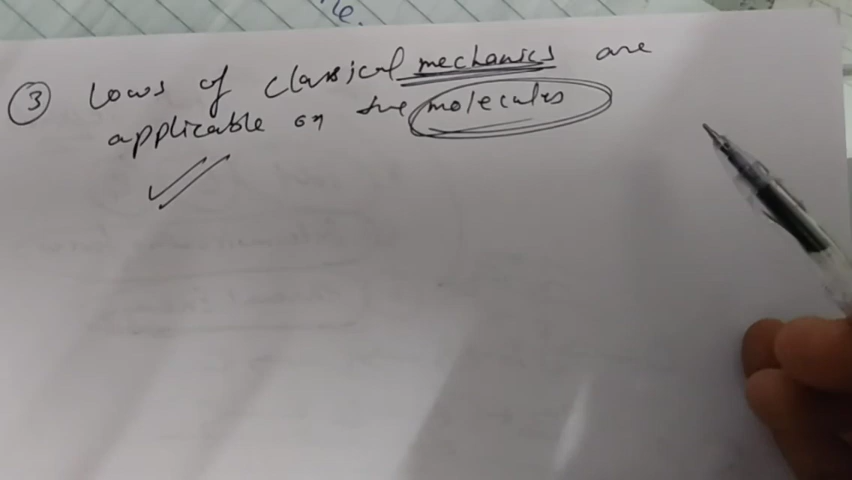 ③ Laws of classical mechanics are
applicable on the molecules